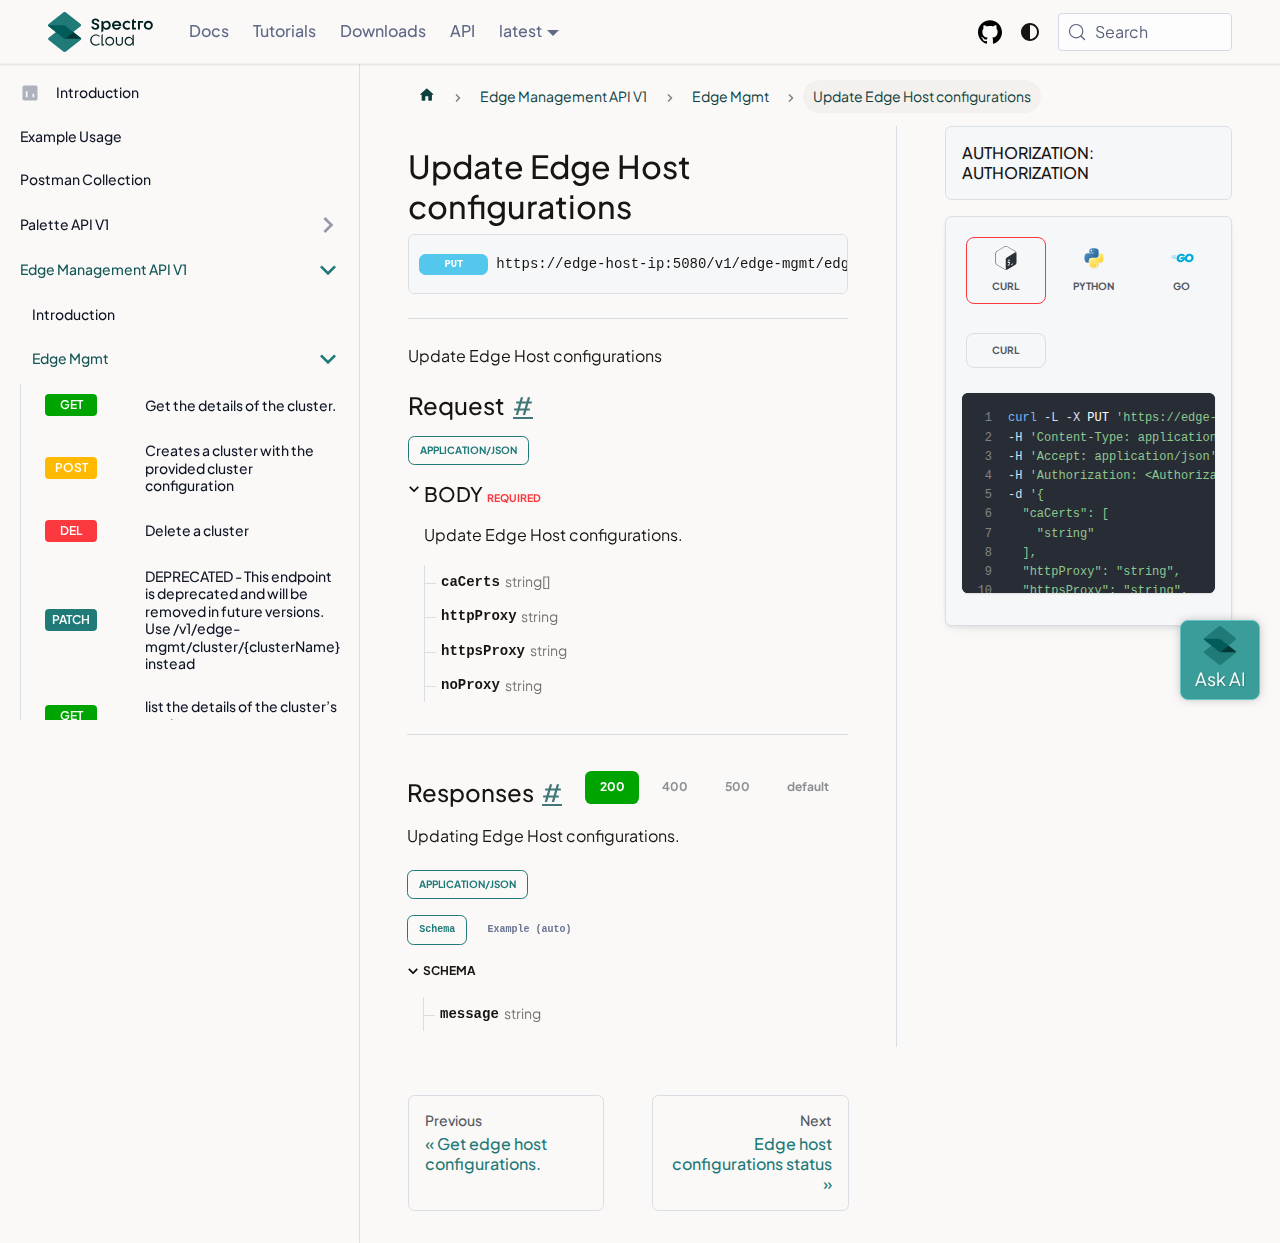 Spectro Cloud
Docs
Tutorials
Downloads
API
latest
Search
Introduction
Example Usage
Postman Collection
Palette API V1
Edge Management API V1
Introduction
Edge Mgmt
GET
Get the details of the cluster.
POST
Creates a cluster with the
provided cluster
configuration
DEL
Delete a cluster
PATCH
DEPRECATED - This endpoint
is deprecated and will be
removed in future versions.
Use /v1/edge-
mgmt/cluster/{clusterName}
instead
GET
list the details of the cluster's
Edge Management API V1
Edge Mgmt
Update Edge Host configurations
Update Edge Host
configurations
PUT
https://edge-host-ip:5080/v1/edge-mgmt/edg
Update Edge Host configurations
Request #
APPLICATION/JSON
BODY REQUIRED
Update Edge Host configurations.
caCerts string[]
httpProxy string
httpsProxy string
noProxy string
Responses #
200
400
500
default
Updating Edge Host configurations.
APPLICATION/JSON
Schema
Example (auto)
SCHEMA
message string
Previous
« Get edge host
configurations.
Next
Edge host
configurations status
»
AUTHORIZATION:
AUTHORIZATION
CURL
PYTHON
GO
CURL
1 curl -L -X PUT 'https://edge-
2 -H 'Content-Type: application
3 -H 'Accept: application/json'
4 -H 'Authorization: <Authoriza
5 -d '{
6 "caCerts": [
7 "string"
8 ],
9 "httpProxy": "string",
10 "httpsProxy": "string",
Ask AI